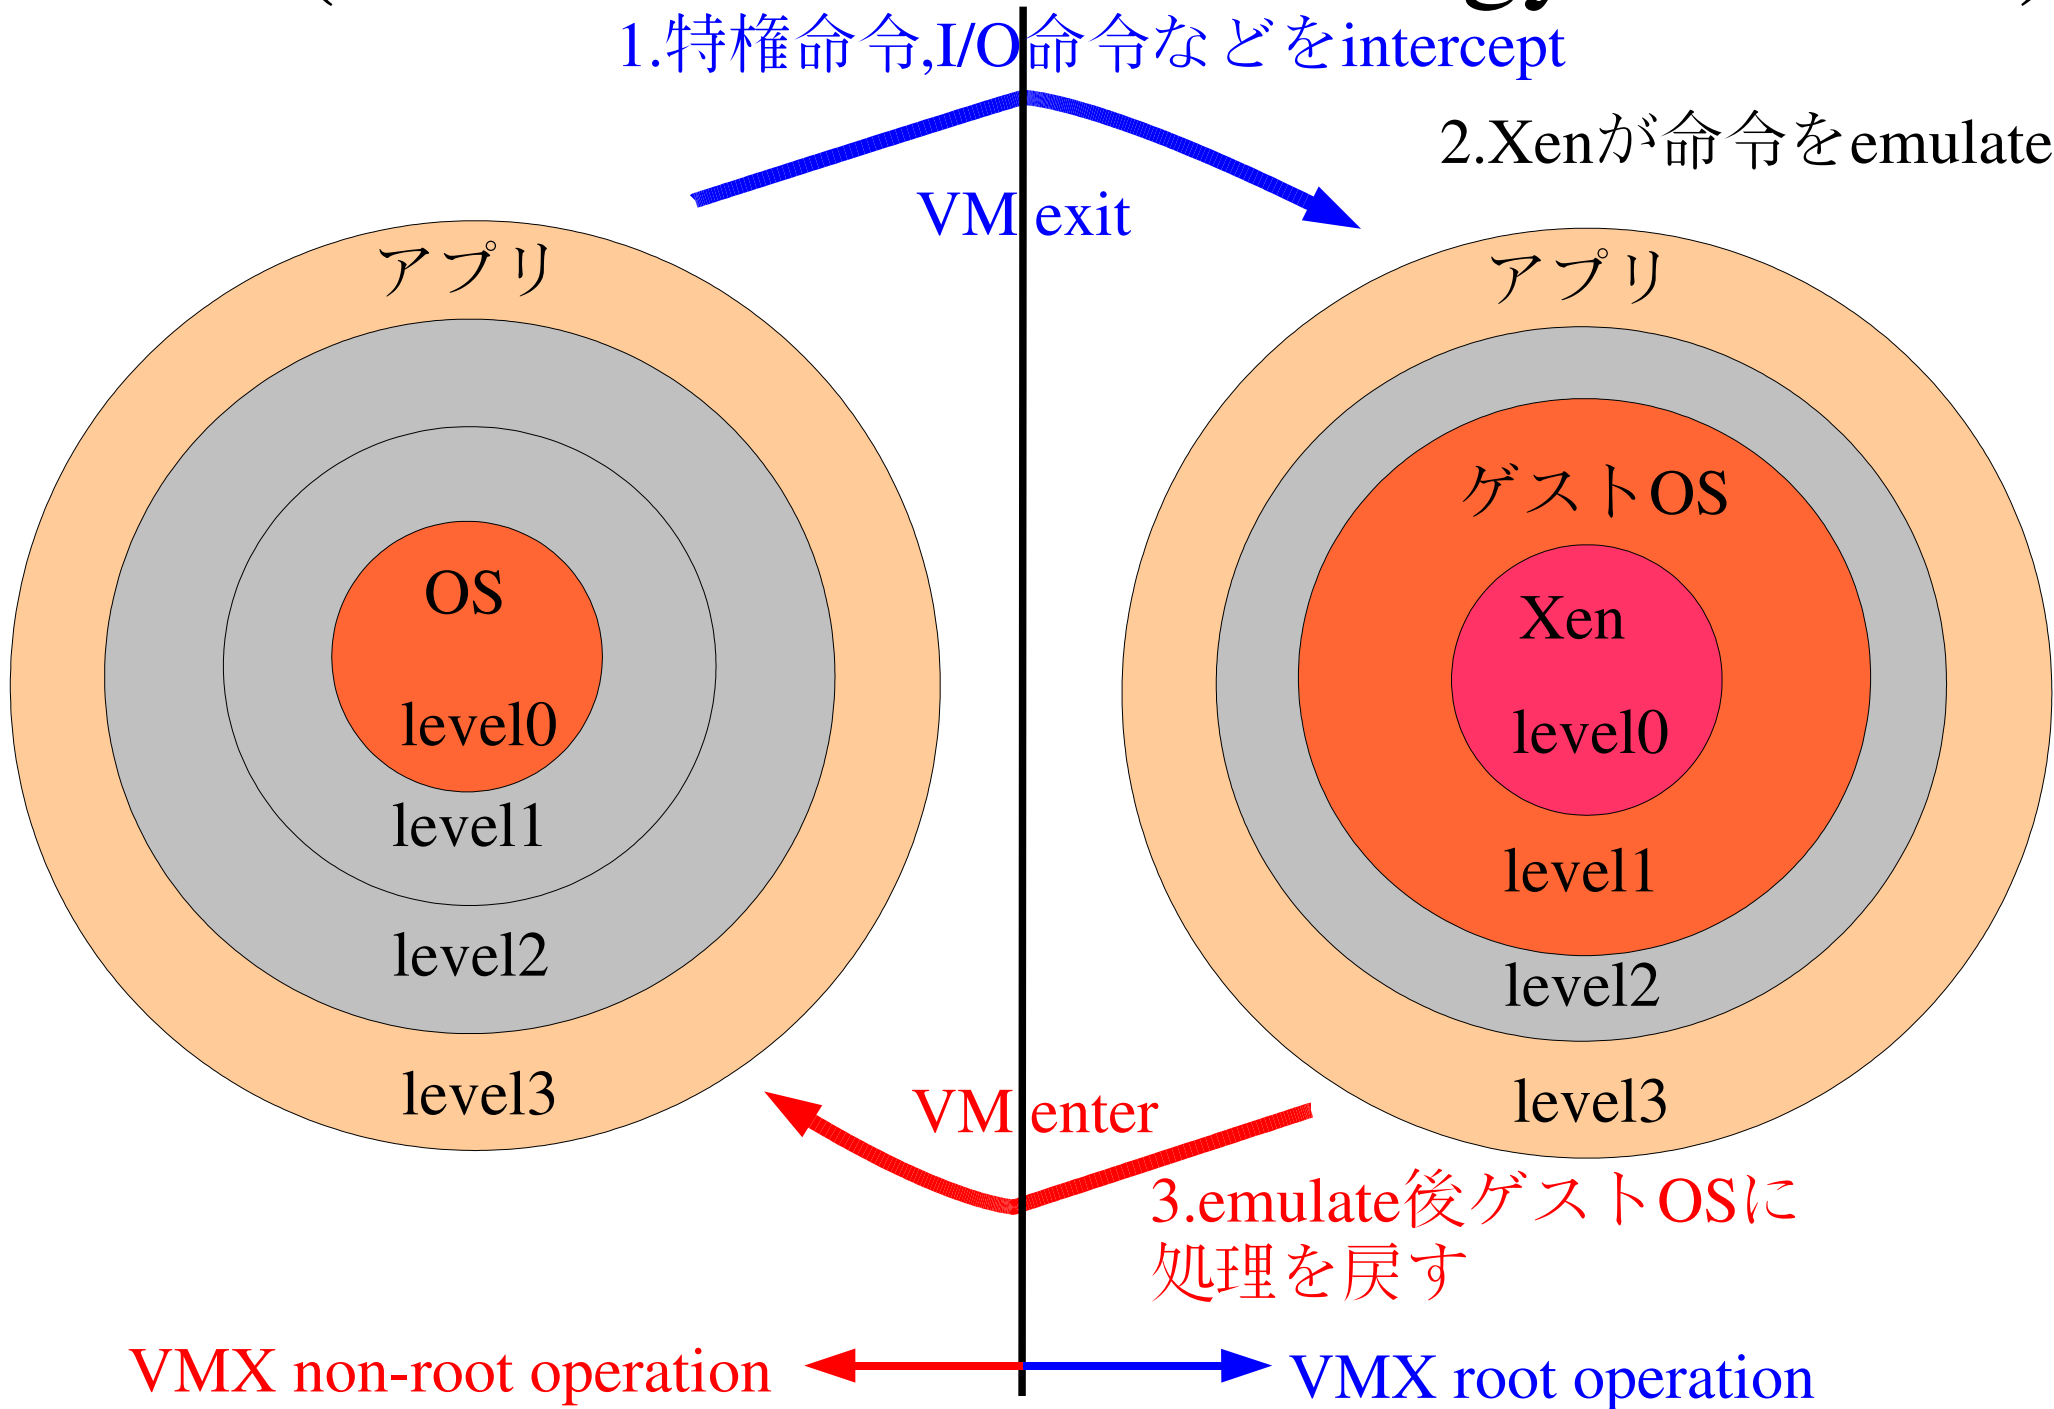 1.特権命令,I/O命令などをintercept
2.Xenが命令をemulate
VM exit
アプリ
OS
level0
level1
level2
level3
アプリ
ゲストOS
Xen
level0
level1
level2
level3
VM enter
3.emulate後ゲストOSに
処理を戻す
VMX non-root operation
VMX root operation